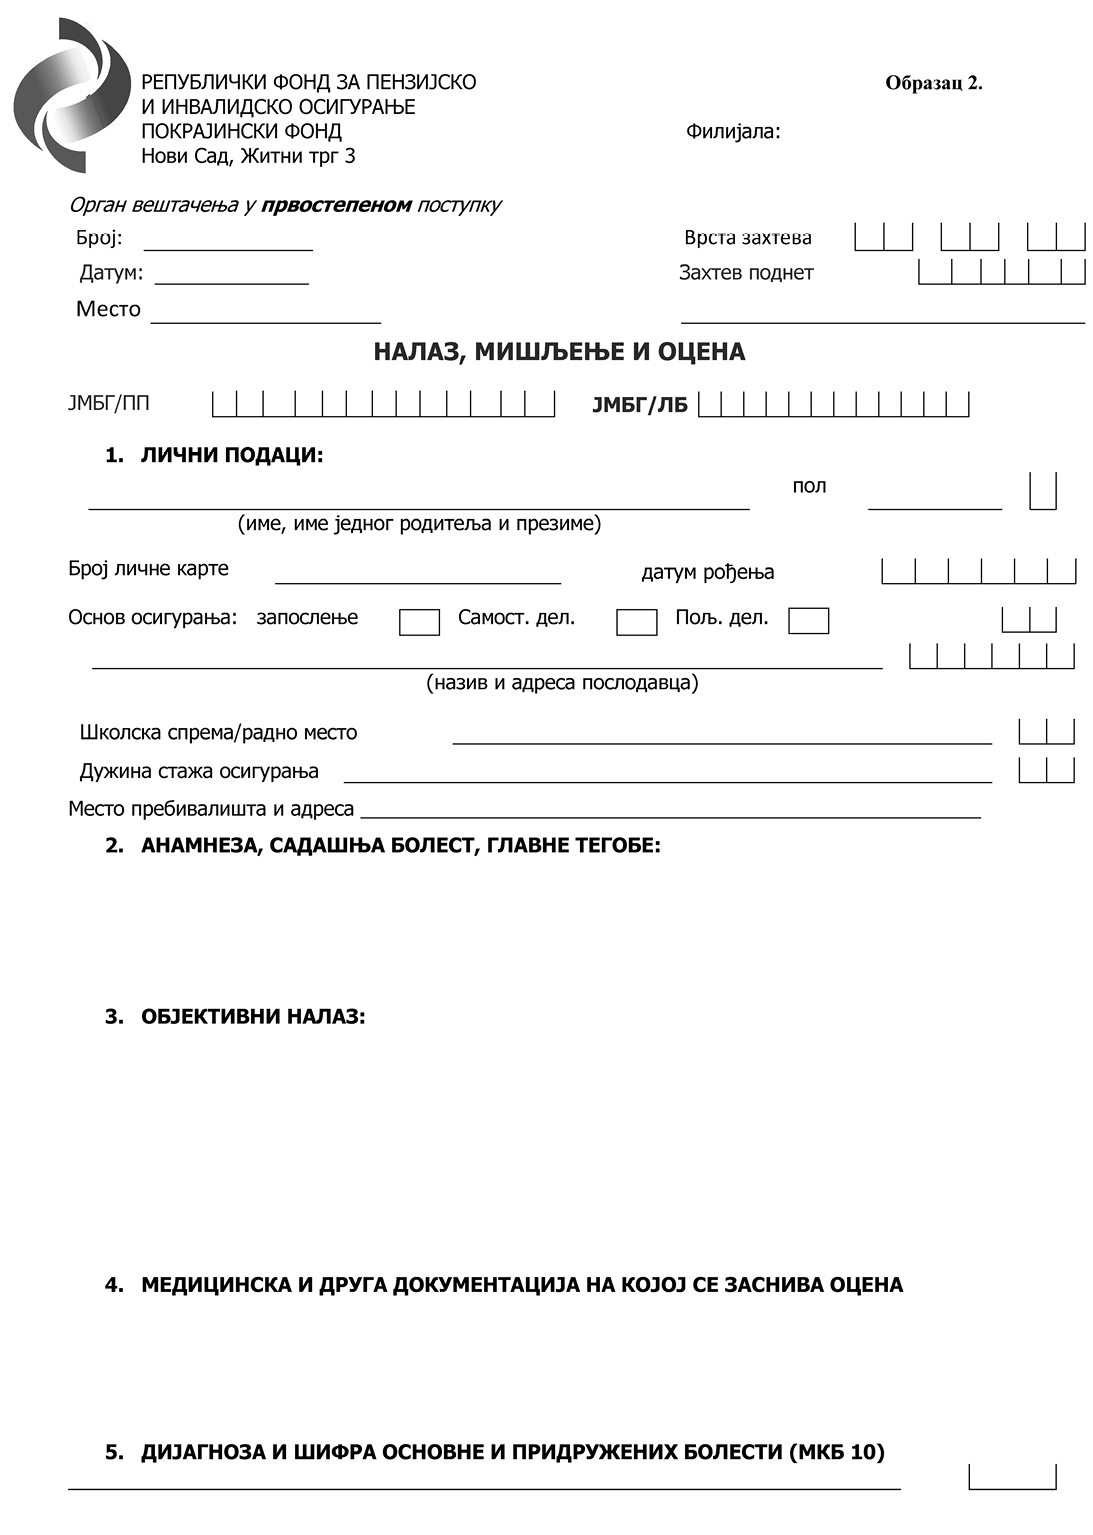 РЕПУБЛИЧКИ ФОНД ЗА ПЕНЗИЈСКО
И ИНВАЛИДСКО ОСИГУРАЊЕ
ПОКРАЈИНСКИ ФОНД
Нови Сад, Житни трг 3
Образац 2.
Филијала:
Орган вештачења у првостепеном поступку
Број:
Врста захтева
Датум:
Захтев поднет
Место
НАЛАЗ, МИШЉЕЊЕ И ОЦЕНА
ЈМБГ/ПП
ЈМБГ/ЛБ
1. ЛИЧНИ ПОДАЦИ:
пол
(име, име једног родитеља и презиме)
Број личне карте
датум рођења
Основ осигурања: запослење Самост. дел. Пољ. дел.
(назив и адреса послодавца)
Школска спрема/радно место
Дужина стажа осигурања
Место пребивалишта и адреса
2. АНАМНЕЗА, САДАШЊА БОЛЕСТ, ГЛАВНЕ ТЕГОБЕ:
3. ОБЈЕКТИВНИ НАЛАЗ:
4. МЕДИЦИНСКА И ДРУГА ДОКУМЕНТАЦИЈА НА КОЈОЈ СЕ ЗАСНИВА ОЦЕНА
5. ДИЈАГНОЗА И ШИФРА ОСНОВНЕ И ПРИДРУЖЕНИХ БОЛЕСТИ (МКБ 10)